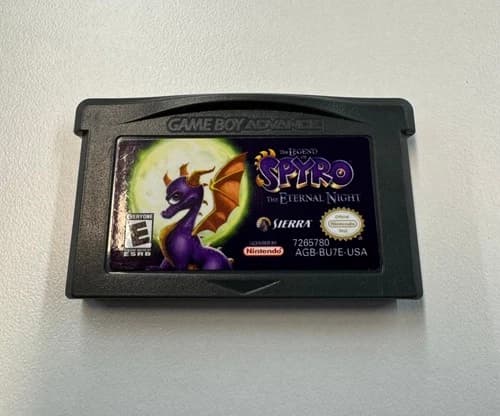 GAME BOY ADVANCE
THE LEGEND
OF
SPYRO
THE ETERNAL NIGHT
EVERYONE
E
ESRB
SIERRA
Official
Nintendo
Seal
LICENSED BY
Nintendo
7265780
AGB-BU7E-USA